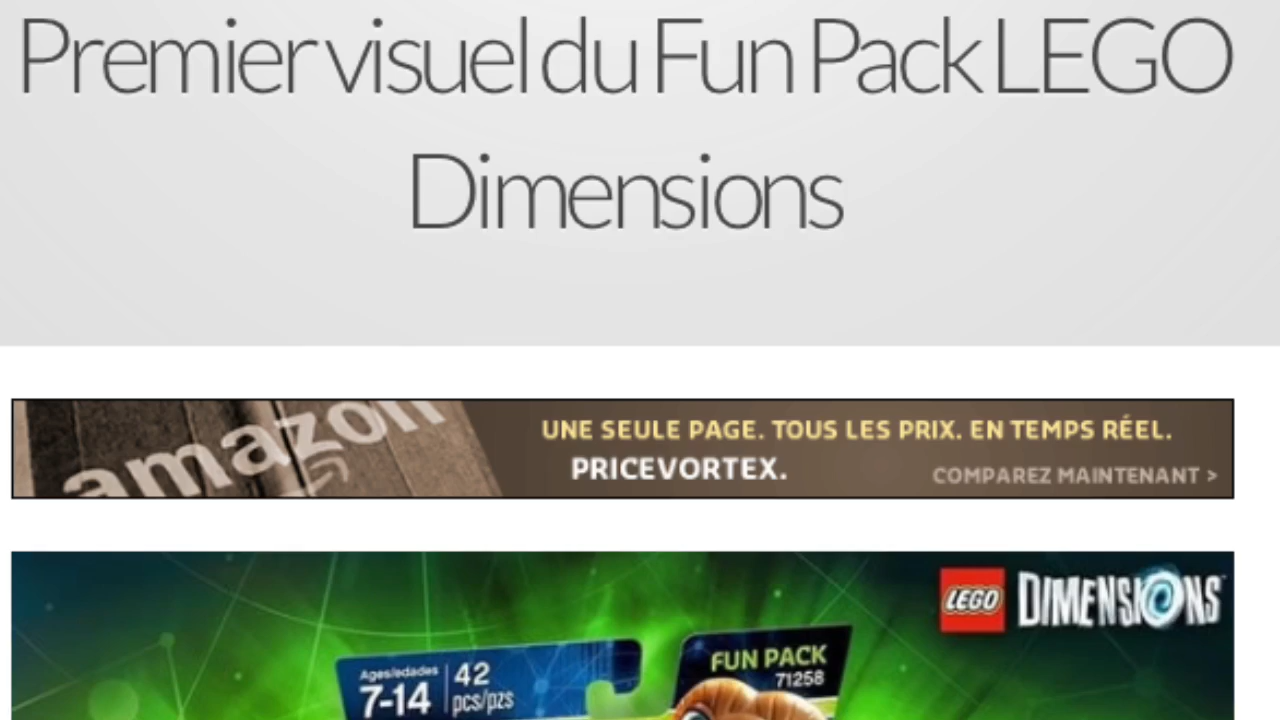 Premier visuel du Fun Pack LEGO
Dimensions
amazon
UNE SEULE PAGE. TOUS LES PRIX. EN TEMPS RÉEL.
PRICEVORTEX.
COMPAREZ MAINTENANT >
LEGO DIMENSIONS
Ages/edades
7-14
42
pcs/pzs
FUN PACK
71258